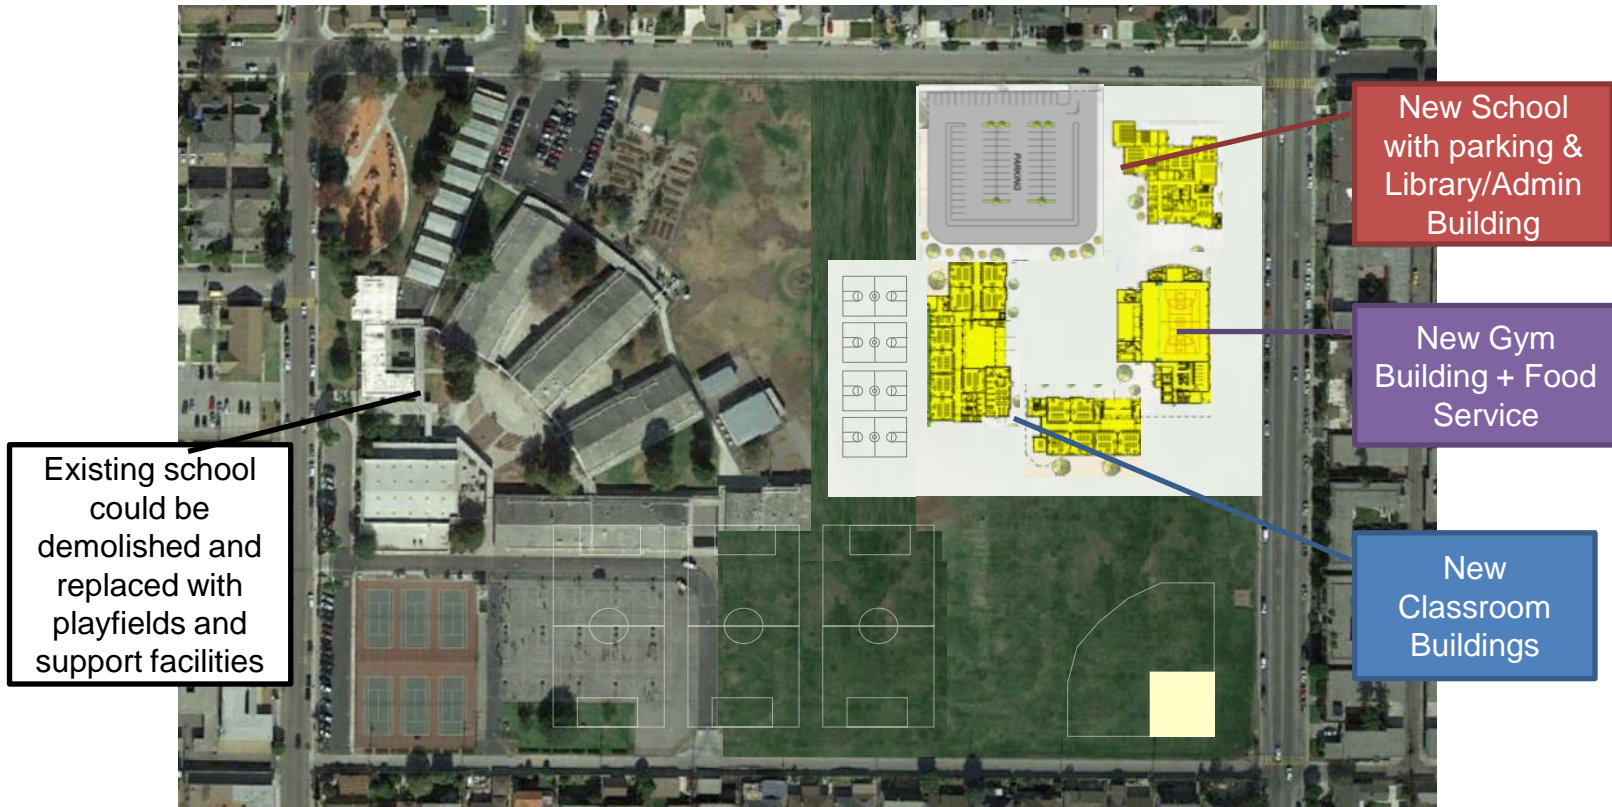 New School
with parking &
Library/Admin
Building
PARKING
New Gym
Building + Food
Service
Existing school
could be
demolished and
replaced with
playfields and
support facilities
New
Classroom
Buildings